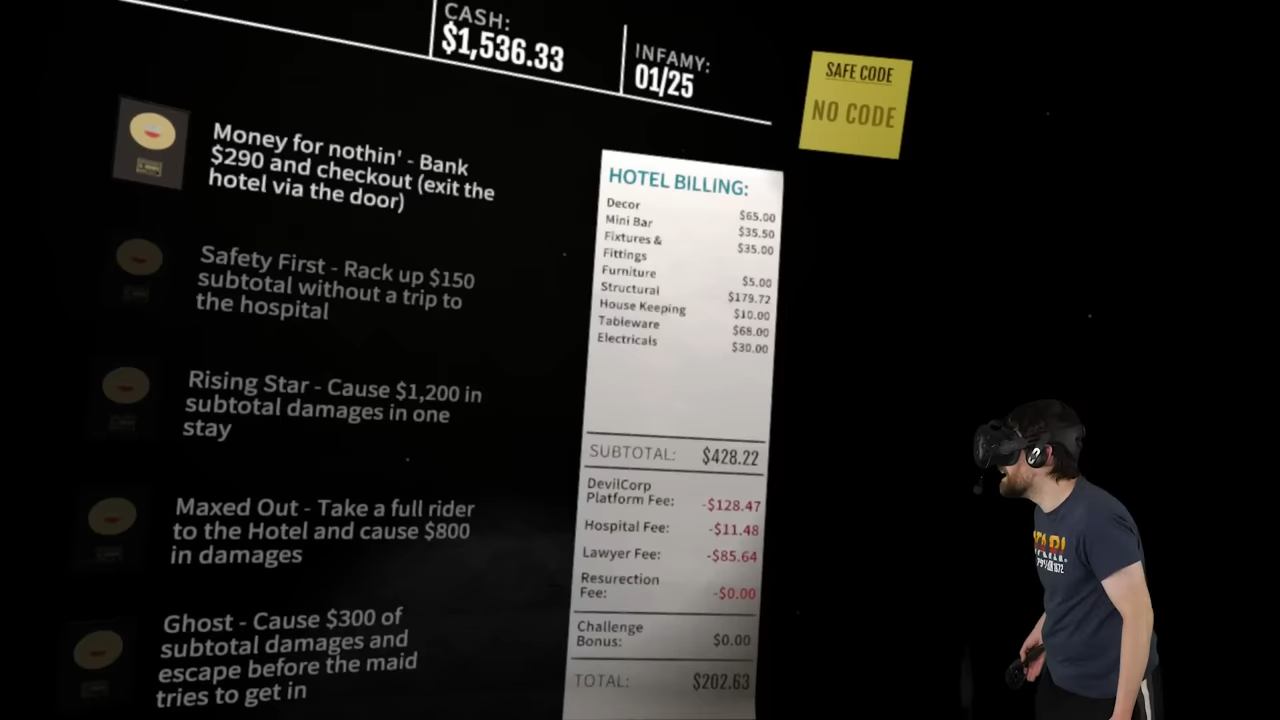 CASH:
$1,536.33
INFAMY:
01/25
SAFE CODE
NO CODE
Money for nothin' - Bank
$290 and checkout (exit the
hotel via the door)
Safety First - Rack up $150
subtotal without a trip to
the hospital
Rising Star - Cause $1,200 in
subtotal damages in one
stay
Maxed Out - Take a full rider
to the Hotel and cause $800
in damages
Ghost - Cause $300 of
subtotal damages and
escape before the maid
tries to get in
HOTEL BILLING:
Decor $65.00
Mini Bar $35.50
Fixtures & $35.00
Fittings
Furniture $5.00
Structural $179.72
House Keeping $10.00
Tableware $68.00
Electricals $30.00
SUBTOTAL: $428.22
DevilCorp
Platform Fee: -$128.47
Hospital Fee: -$11.48
Lawyer Fee: -$85.64
Resurection
Fee: -$0.00
Challenge
Bonus: $0.00
TOTAL: $202.63